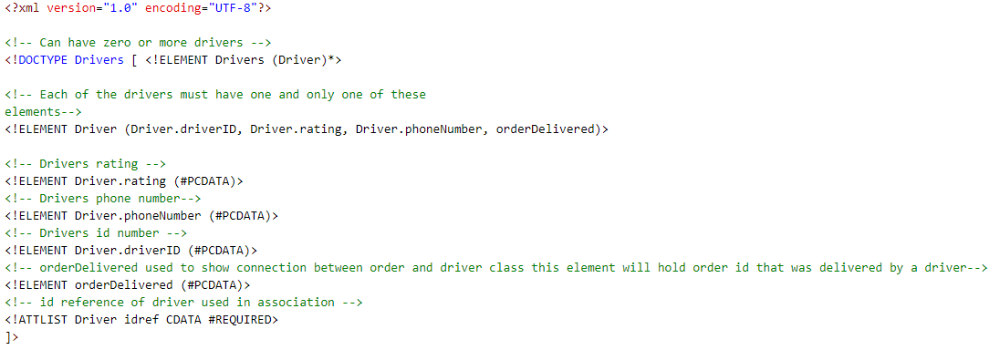 <?xml version="1.0" encoding="UTF-8"?>
<!-- Can have zero or more drivers -->
<!DOCTYPE Drivers [ <!ELEMENT Drivers (Driver)*>
<!-- Each of the drivers must have one and only one of these
elements-->
<!ELEMENT Driver (Driver.driverID, Driver.rating, Driver.phoneNumber, orderDelivered)>
<!-- Drivers rating -->
<!ELEMENT Driver.rating (#PCDATA)>
<!-- Drivers phone number-->
<!ELEMENT Driver.phoneNumber (#PCDATA)>
<!-- Drivers id number -->
<!ELEMENT Driver.driverID (#PCDATA)>
<!-- orderDelivered used to show connection between order and driver class this element will hold order id that was delivered by a driver-->
<!ELEMENT orderDelivered (#PCDATA)>
<!-- id reference of driver used in association -->
<!ATTLIST Driver idref CDATA #REQUIRED>
]>